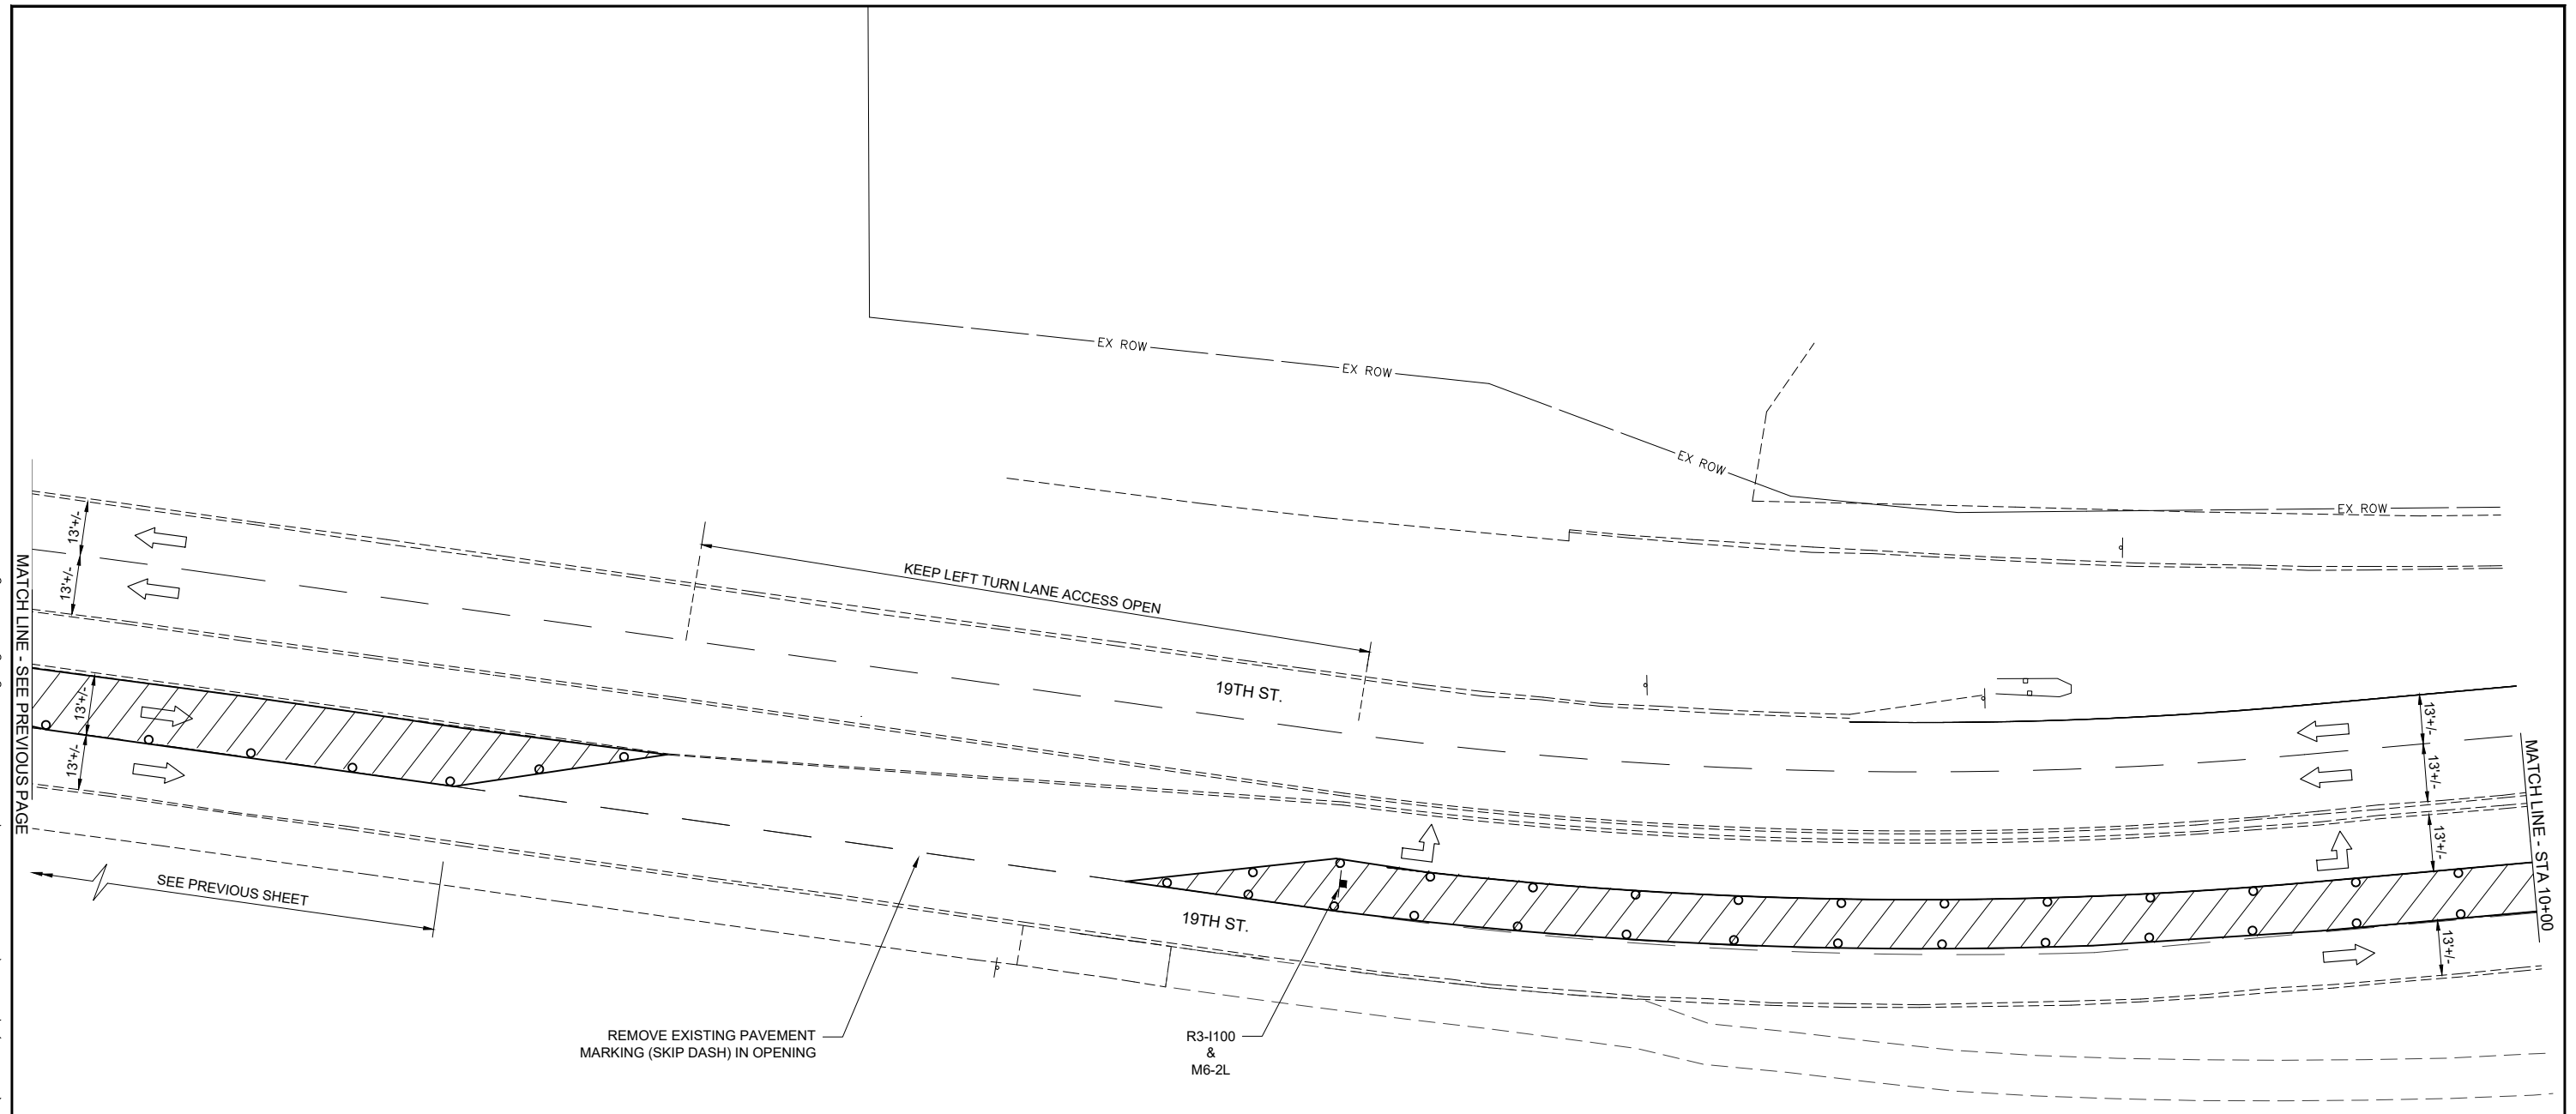 EX ROW
EX ROW
EX ROW
EX ROW
KEEP LEFT TURN LANE ACCESS OPEN
19TH ST.
13'+/-
13'+/-
13'+/-
13'+/-
MATCH LINE - SEE PREVIOUS PAGE
SEE PREVIOUS SHEET
19TH ST.
13'+/-
13'+/-
13'+/-
13'+/-
MATCH LINE - STA 10+00
REMOVE EXISTING PAVEMENT
MARKING (SKIP DASH) IN OPENING
R3-I100
&
M6-2L